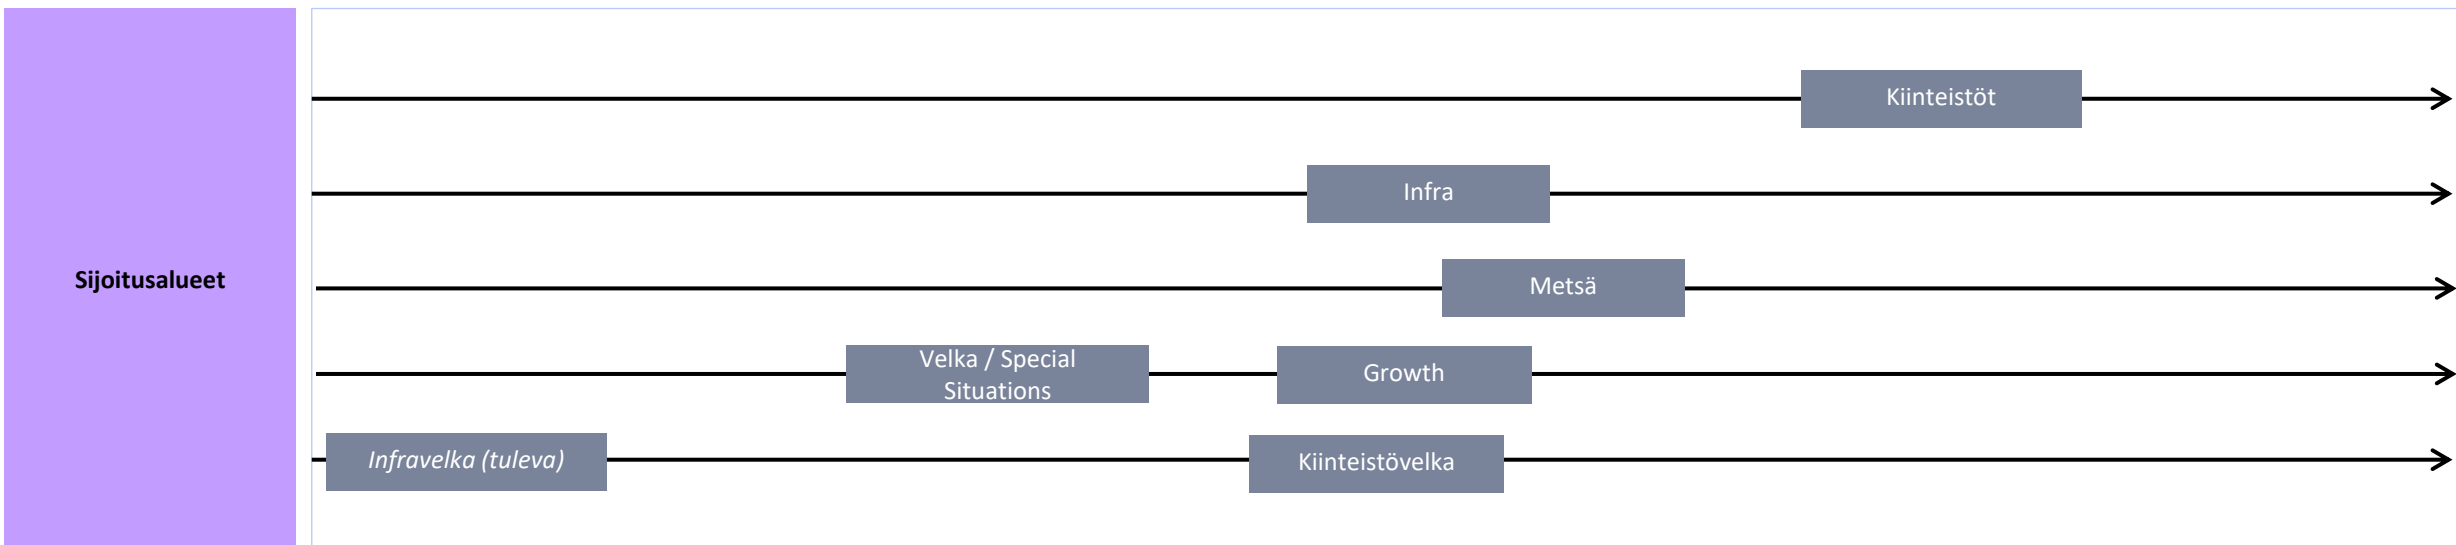 Sijoitusalueet
Kiinteistöt
Infra
Metsä
Velka / Special
Situations
Growth
Infravelka (tuleva)
Kiinteistövelka